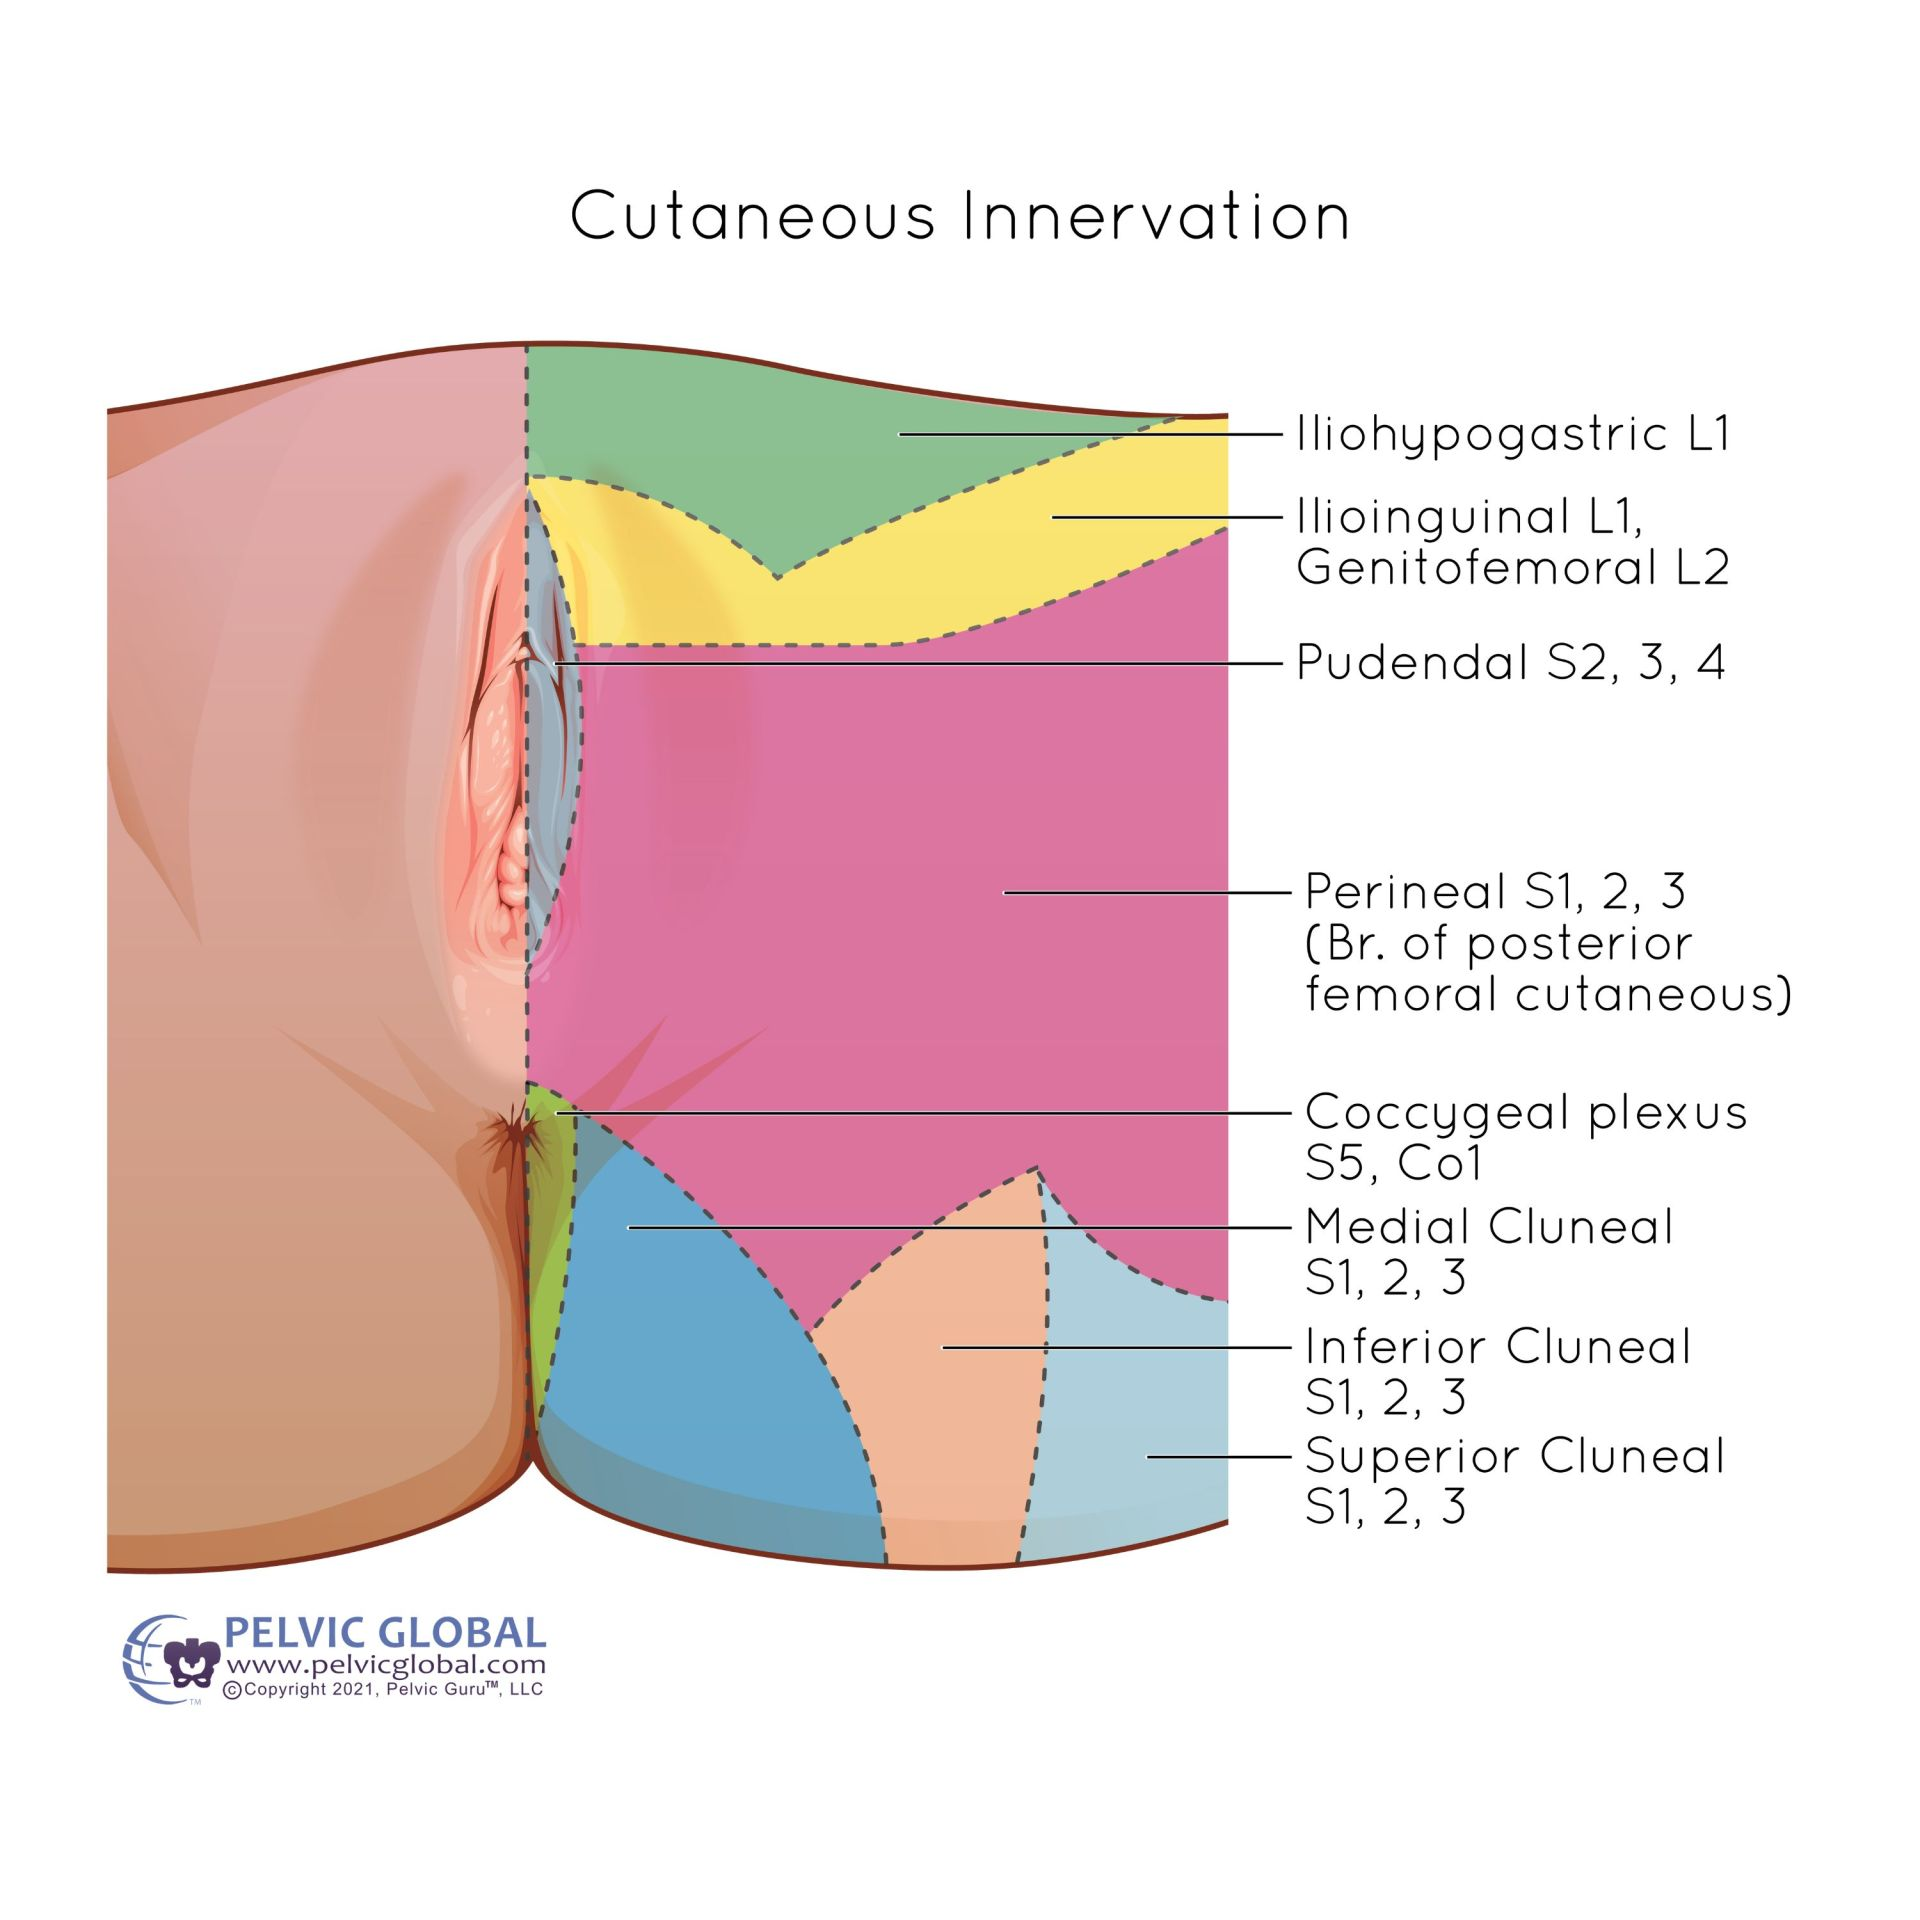 Cutaneous Innervation
Iliohypogastric L1
Ilioinguinal L1,
Genitofemoral L2
Pudendal S2, 3, 4
Perineal S1, 2, 3
(Br. of posterior
femoral cutaneous)
Coccygeal plexus
S5, Co1
Medial Cluneal
S1, 2, 3
Inferior Cluneal
S1, 2, 3
Superior Cluneal
S1, 2, 3
PELVIC GLOBAL
www.pelvicglobal.com
©Copyright 2021, Pelvic Guru™, LLC
TM